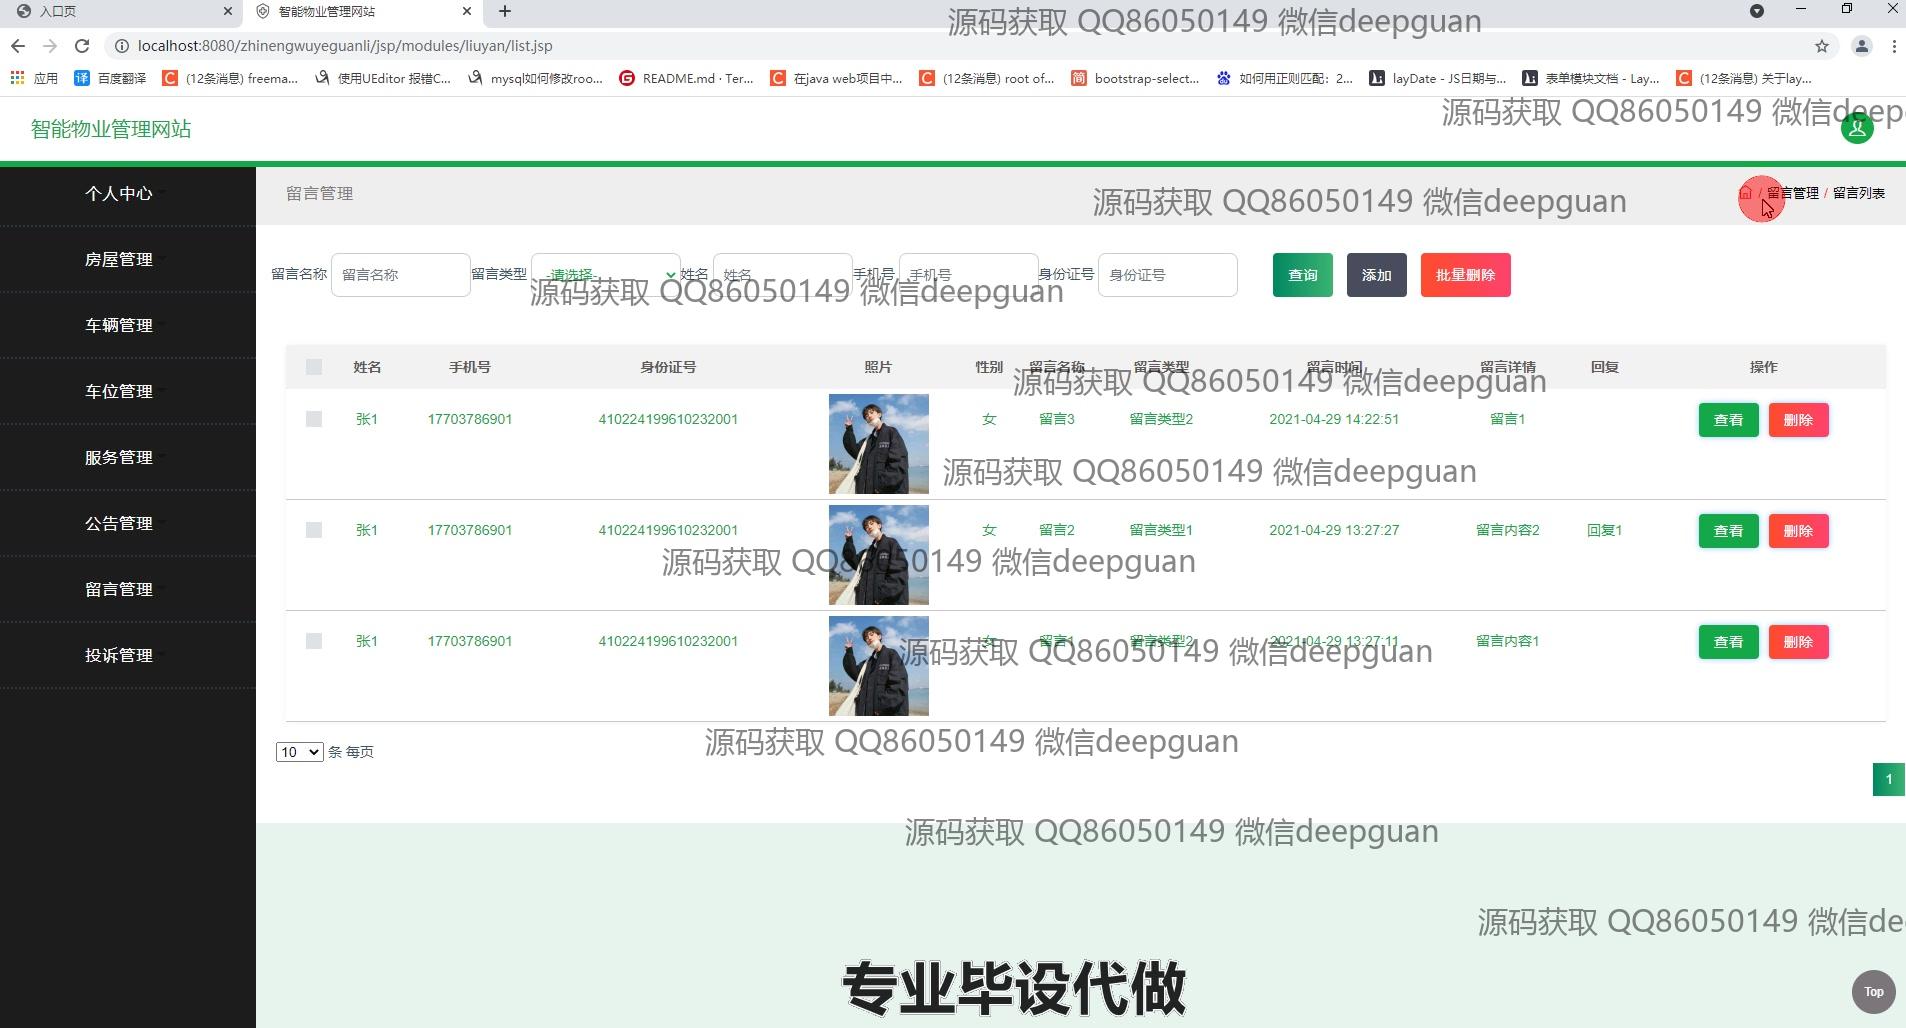 入口页
智能物业管理网站
源码获取 QQ86050149 微信deepguan
localhost:8080/zhinengwuyeguanli/jsp/modules/liuyan/list.jsp
应用 百度翻译 (12条消息) freema... 使用UEditor 报错C... mysql如何修改roo... README.md · Ter... 在java web项目中... (12条消息) root of... bootstrap-select... 如何用正则匹配：2... layDate - JS日期与... 表单模块文档 - Lay... (12条消息) 关于lay...
源码获取 QQ86050149 微信deep
智能物业管理网站
个人中心
房屋管理
车辆管理
车位管理
服务管理
公告管理
留言管理
投诉管理
留言管理
/ 留言管理 / 留言列表
源码获取 QQ86050149 微信deepguan
留言名称 留言名称 留言类型 -请选择- 姓名 姓名 手机号 手机号 身份证号 身份证号 查询 添加 批量删除
源码获取 QQ86050149 微信deepguan
姓名 手机号 身份证号 照片 性别 留言名称 留言类型 留言时间 留言详情 回复 操作
源码获取 QQ86050149 微信deepguan
张1 17703786901 410224199610232001 女 留言3 留言类型2 2021-04-29 14:22:51 留言1 查看 删除
源码获取 QQ86050149 微信deepguan
张1 17703786901 410224199610232001 女 留言2 留言类型1 2021-04-29 13:27:27 留言内容2 回复1 查看 删除
源码获取 QQ86050149 微信deepguan
张1 17703786901 410224199610232001 女 留言1 留言类型2 2021-04-29 13:27:11 留言内容1 查看 删除
源码获取 QQ86050149 微信deepguan
10 条 每页
源码获取 QQ86050149 微信deepguan
1
源码获取 QQ86050149 微信deepguan
源码获取 QQ86050149 微信de
专业毕设代做
Top